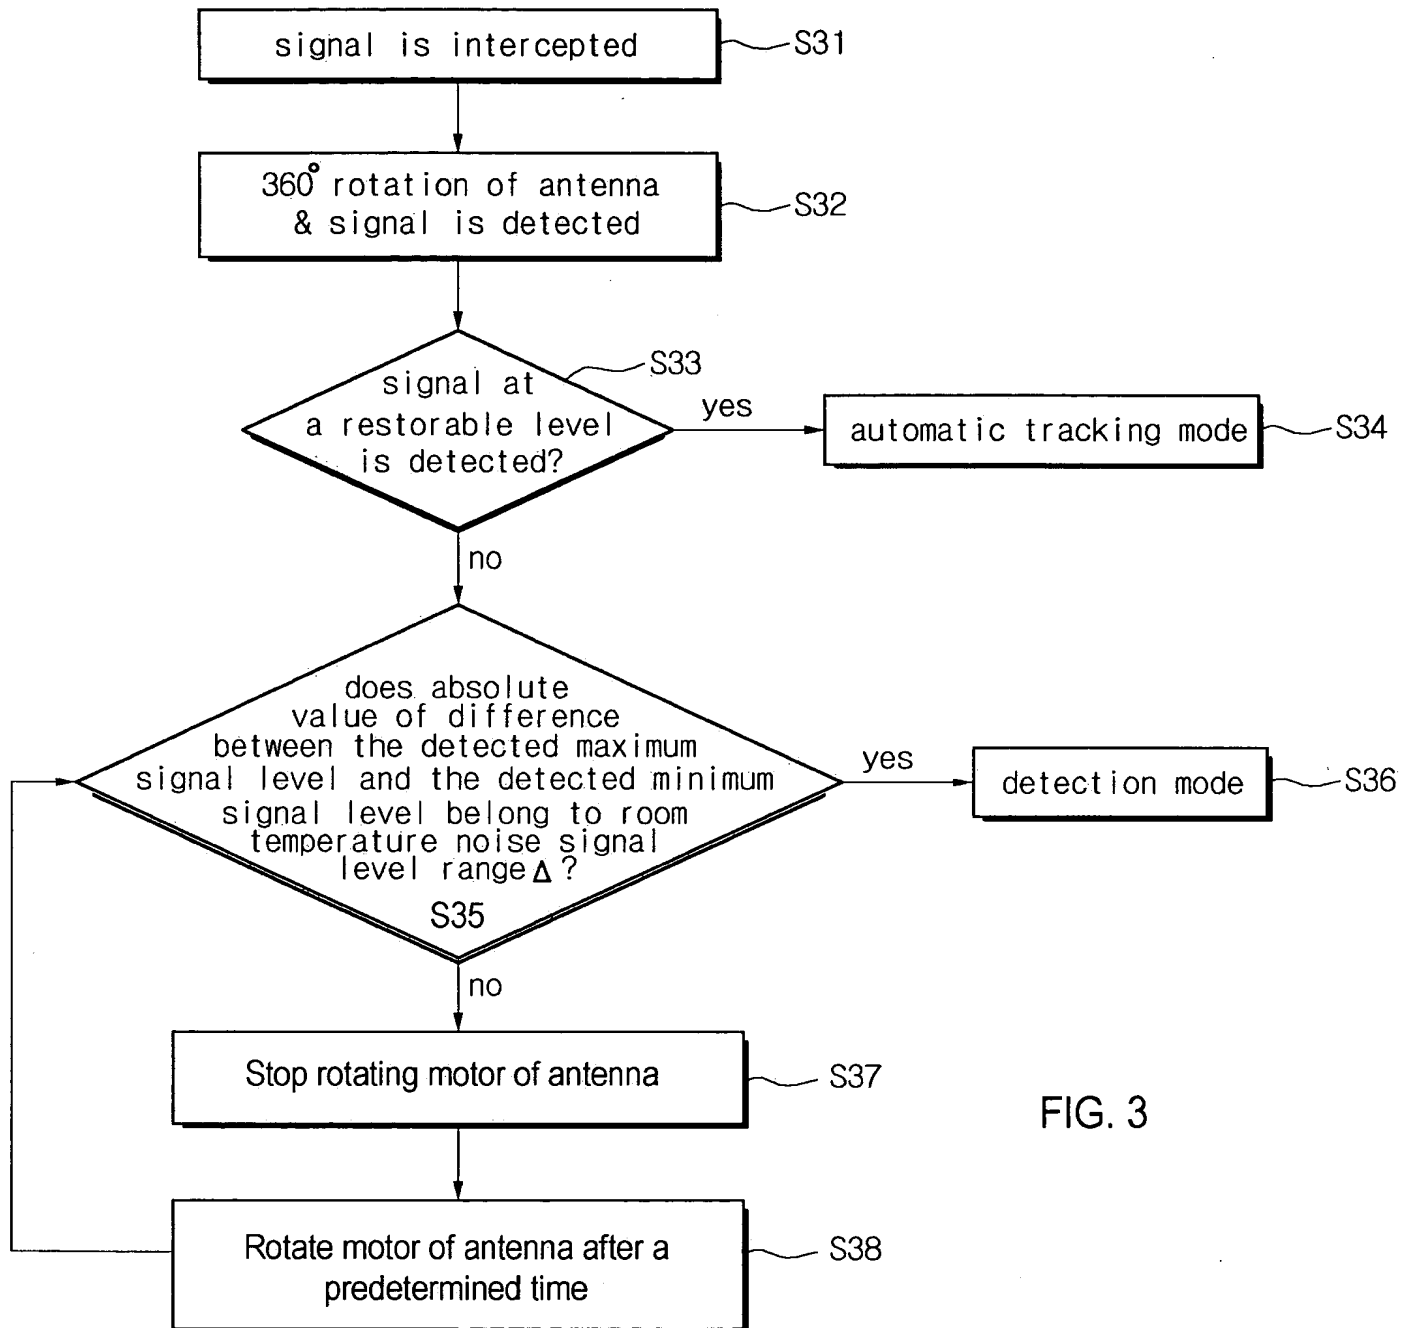 signal is intercepted
S31
360° rotation of antenna
& signal is detected
S32
S33
signal at
a restorable level
is detected?
yes
automatic tracking mode
S34
no
does absolute
value of difference
between the detected maximum
signal level and the detected minimum
signal level belong to room
temperature noise signal
level range Δ ?
S35
yes
detection mode
S36
no
Stop rotating motor of antenna
S37
FIG. 3
Rotate motor of antenna after a
predetermined time
S38